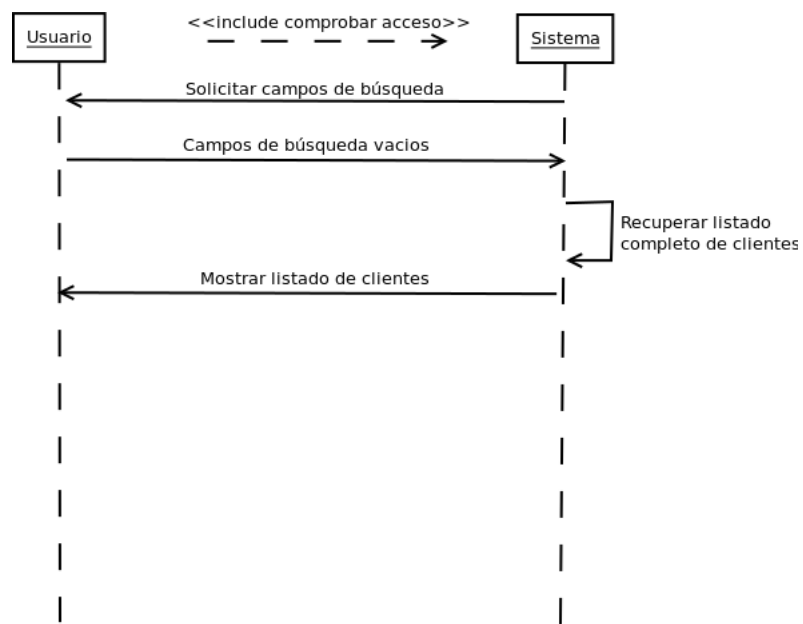 <<include comprobar acceso>>
Usuario
Sistema
Solicitar campos de búsqueda
Campos de búsqueda vacios
Recuperar listado
completo de clientes
Mostrar listado de clientes